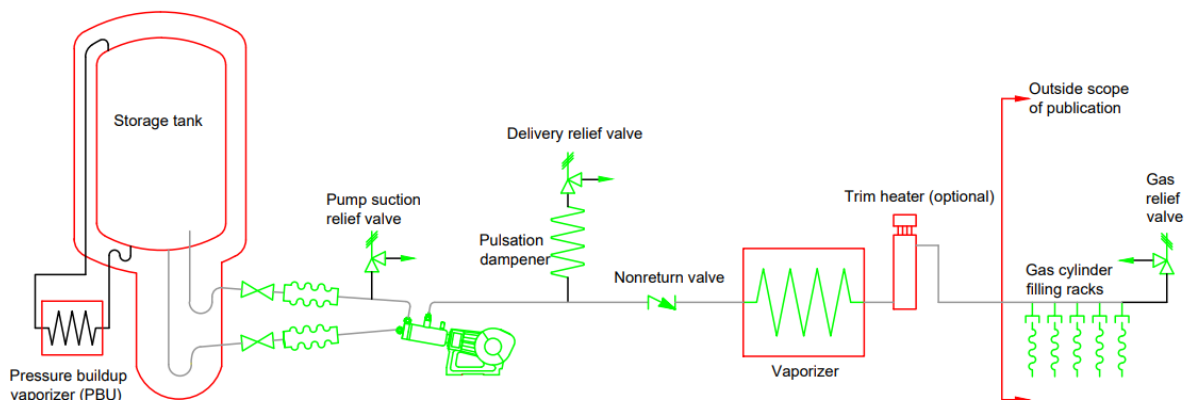 Storage tank
Pressure buildup
vaporizer (PBU)
Pump suction
relief valve
Delivery relief valve
Pulsation
dampener
Nonreturn valve
Vaporizer
Trim heater (optional)
Outside scope
of publication
Gas cylinder
filling racks
Gas
relief
valve